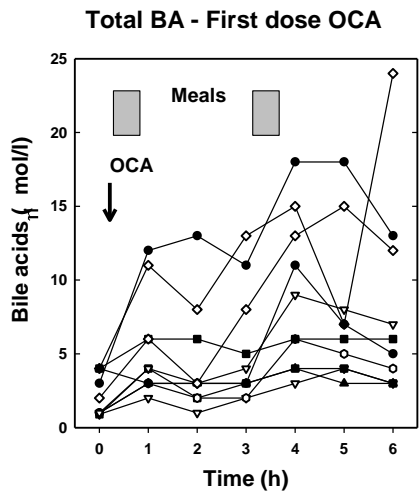 Total BA - First dose OCA
Bile acids ( mol/l)
25
20
15
10
5
0
Meals
OCA
0 1 2 3 4 5 6
Time (h)